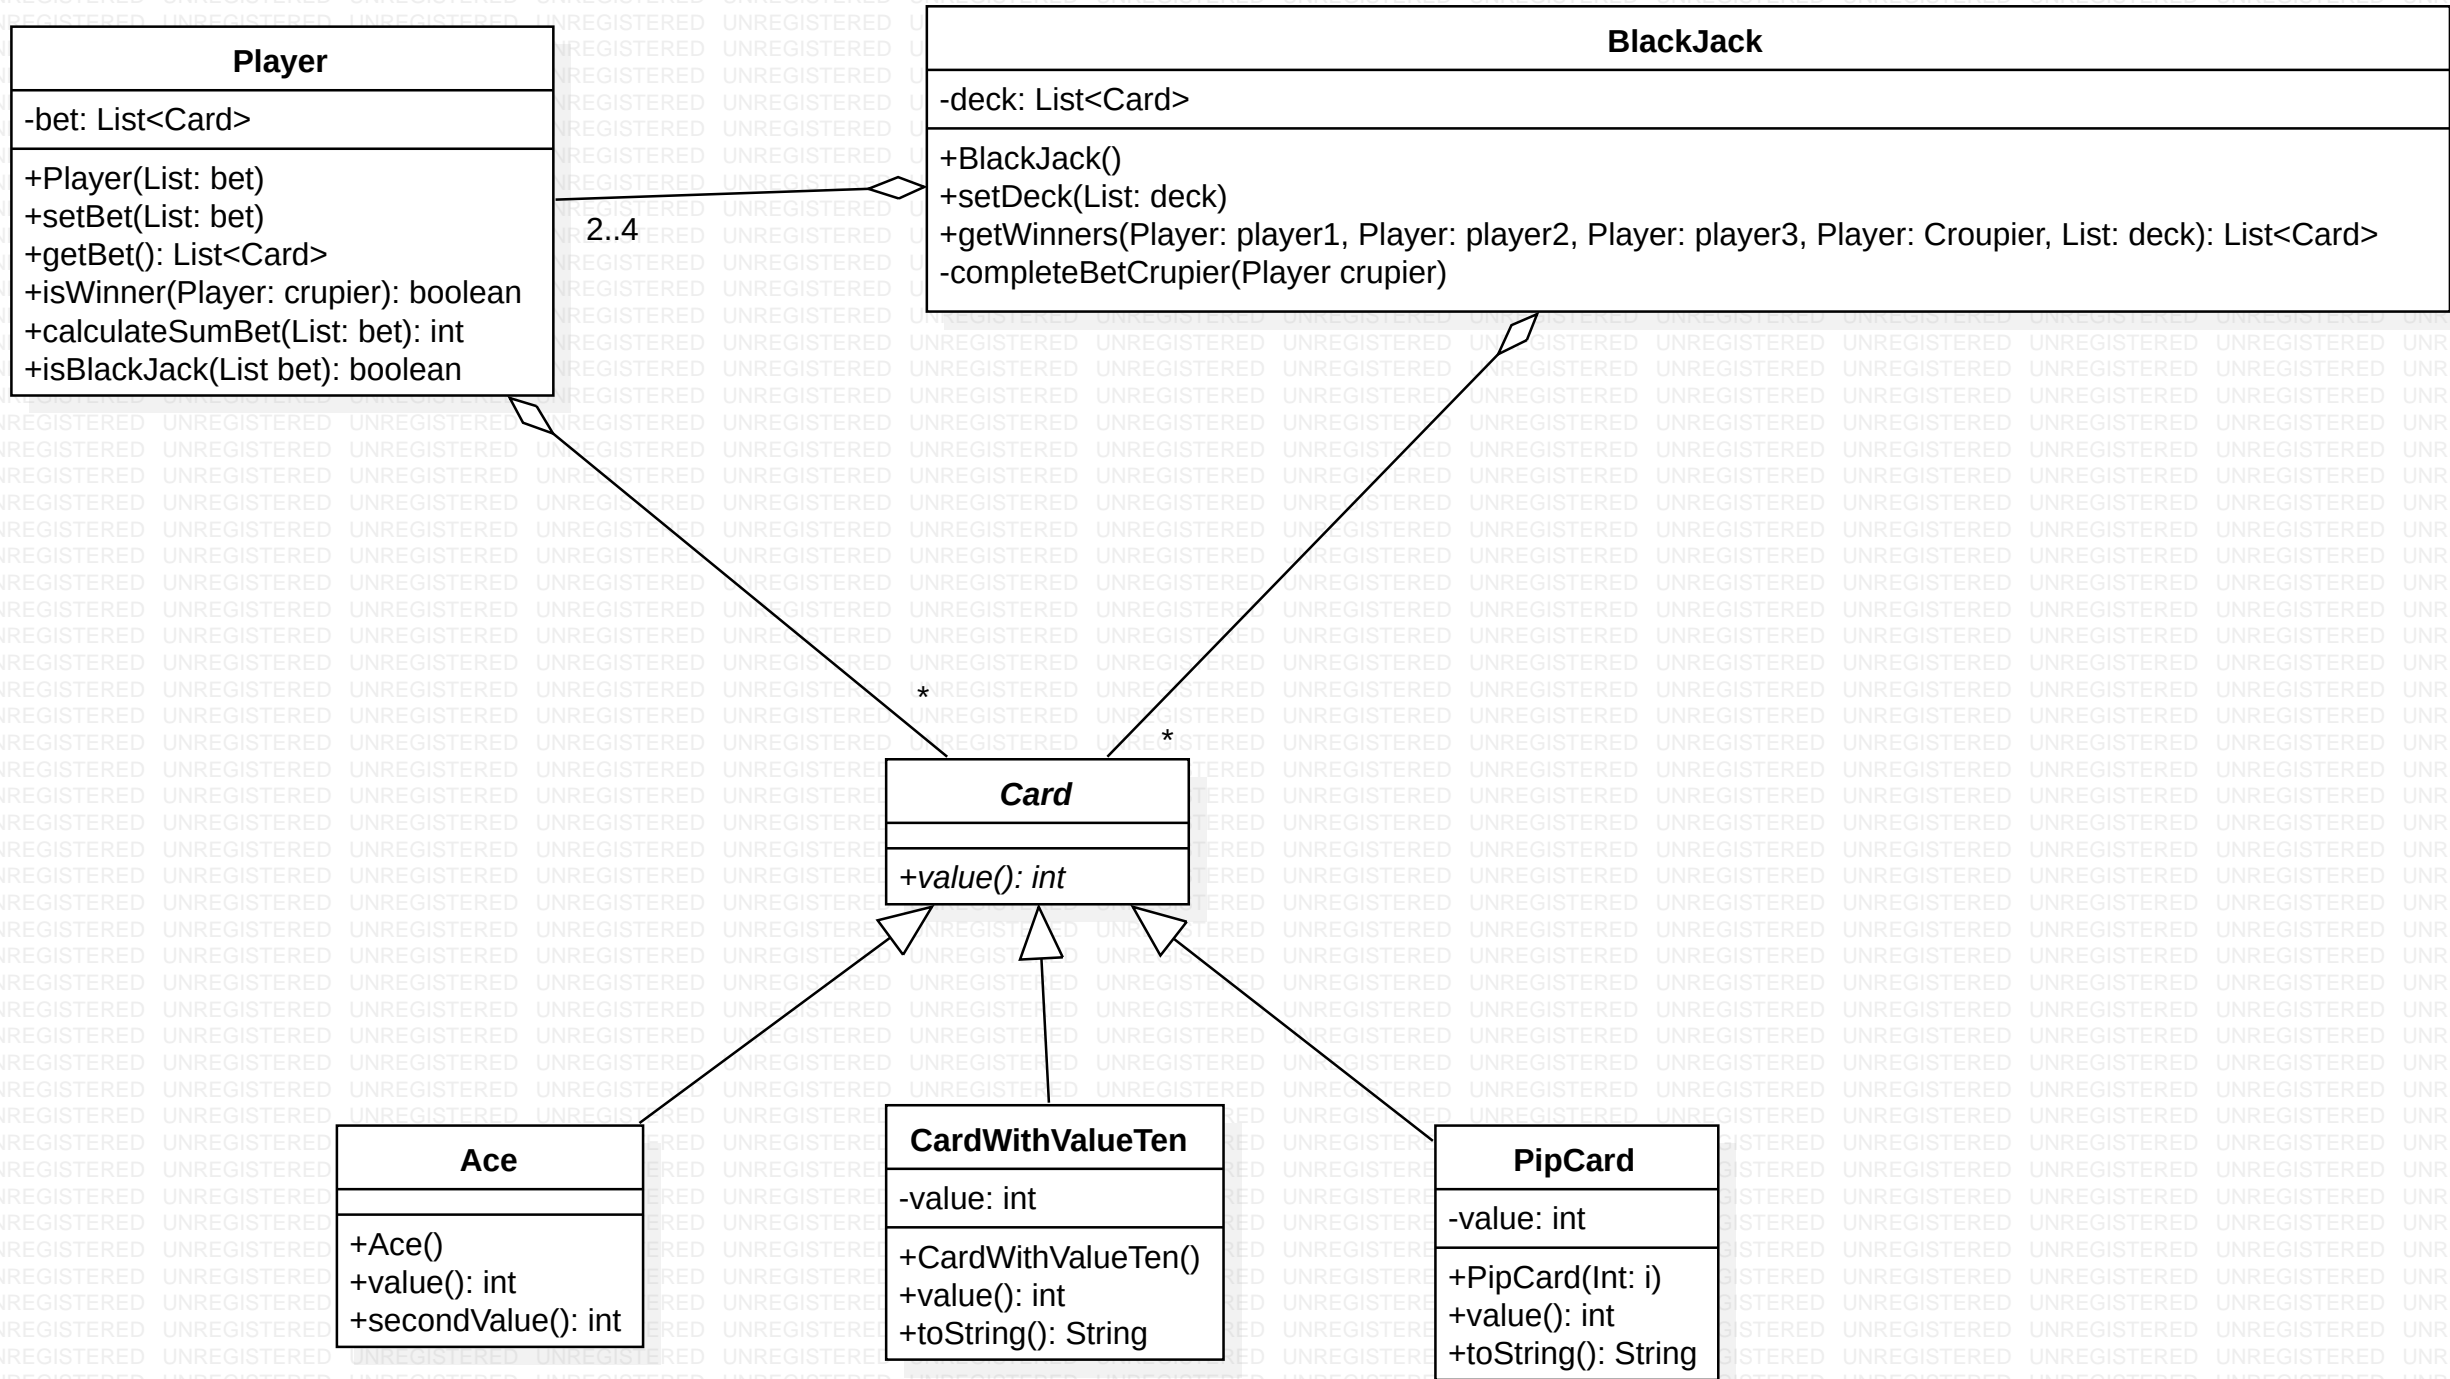 Player
-bet: List<Card>
+Player(List: bet)
+setBet(List: bet)
+getBet(): List<Card>
+isWinner(Player: crupier): boolean
+calculateSumBet(List: bet): int
+isBlackJack(List bet): boolean
BlackJack
-deck: List<Card>
+BlackJack()
+setDeck(List: deck)
+getWinners(Player: player1, Player: player2, Player: player3, Player: Croupier, List: deck): List<Card>
-completeBetCrupier(Player crupier)
2..4
*
*
Card
+value(): int
Ace
+Ace()
+value(): int
+secondValue(): int
CardWithValueTen
-value: int
+CardWithValueTen()
+value(): int
+toString(): String
PipCard
-value: int
+PipCard(Int: i)
+value(): int
+toString(): String
UNREGISTERED